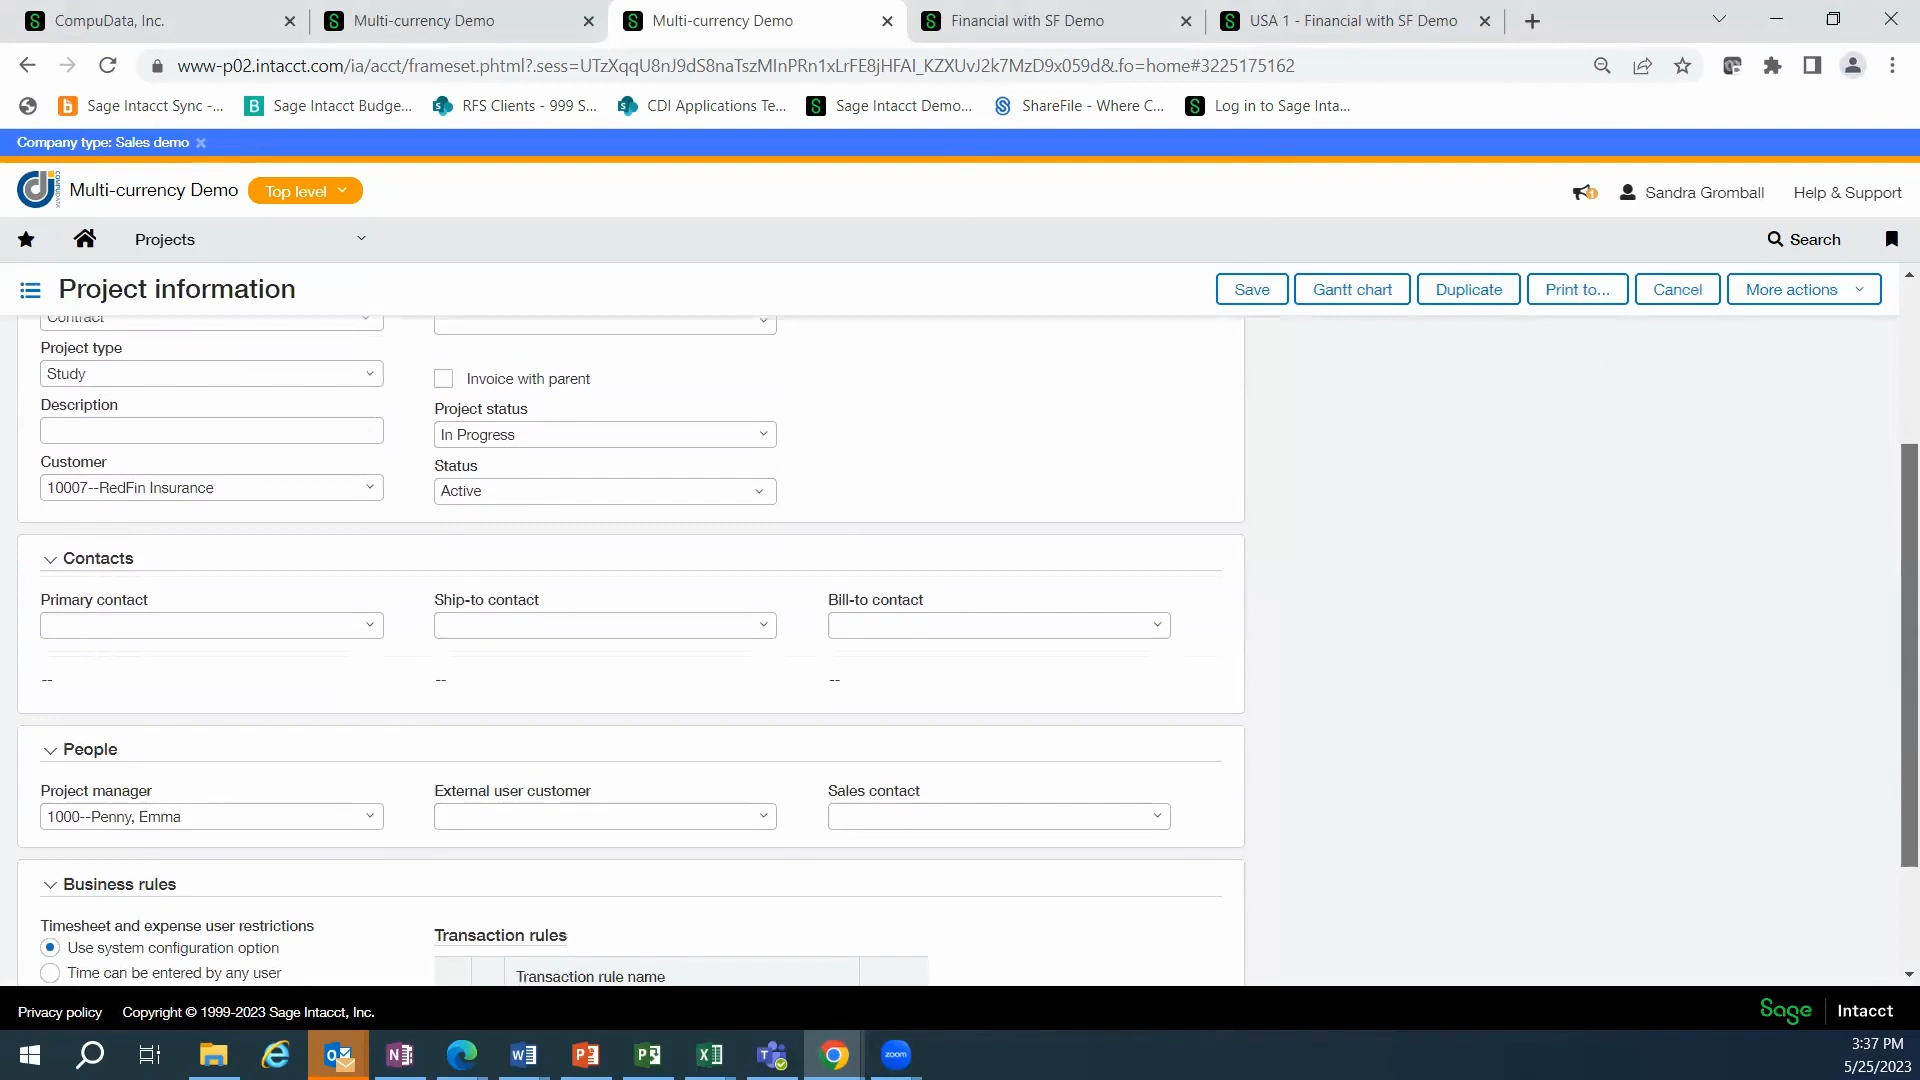 CompuData, Inc.
Multi-currency Demo
Multi-currency Demo
Financial with SF Demo
USA 1 - Financial with SF Demo
www-p02.intacct.com/ia/acct/frameset.phtml?.sess=UTzXqqU8nJ9dS8naTszMInPRn1xLrFE8jHFAI_KZXUvJ2k7MzD9x059d&.fo=home#3225175162
Sage Intacct Sync -...
Sage Intacct Budge...
RFS Clients - 999 S...
CDI Applications Te...
Sage Intacct Demo...
ShareFile - Where C...
Log in to Sage Inta...
Company type: Sales demo
Multi-currency Demo
Top level
Sandra Gromball
Help & Support
Projects
Search
Project information
Save
Gantt chart
Duplicate
Print to...
Cancel
More actions
Contract
Project type
Study
Invoice with parent
Description
Project status
In Progress
Customer
10007--RedFin Insurance
Status
Active
Contacts
Primary contact
Ship-to contact
Bill-to contact
--
--
--
People
Project manager
1000--Penny, Emma
External user customer
Sales contact
Business rules
Timesheet and expense user restrictions
Use system configuration option
Time can be entered by any user
Transaction rules
Transaction rule name
Privacy policy
Copyright © 1999-2023 Sage Intacct, Inc.
Sage
Intacct
zoom
3:37 PM
5/25/2023